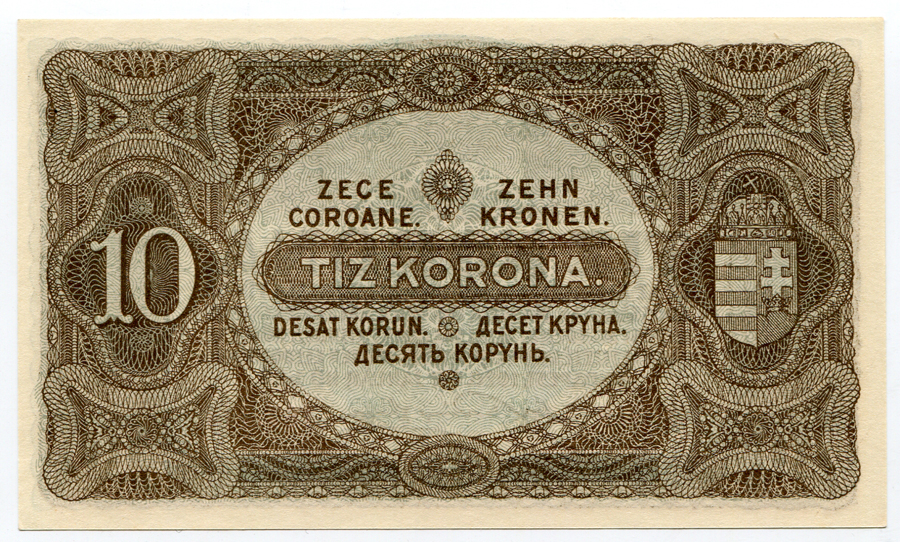 ZECE COROANE.
ZEHN KRONEN.
10
TIZ KORONA.
DESAT KORUN. ДЕСЕТ КРУНА.
ДЕСЯТЬ КОРУНЬ.